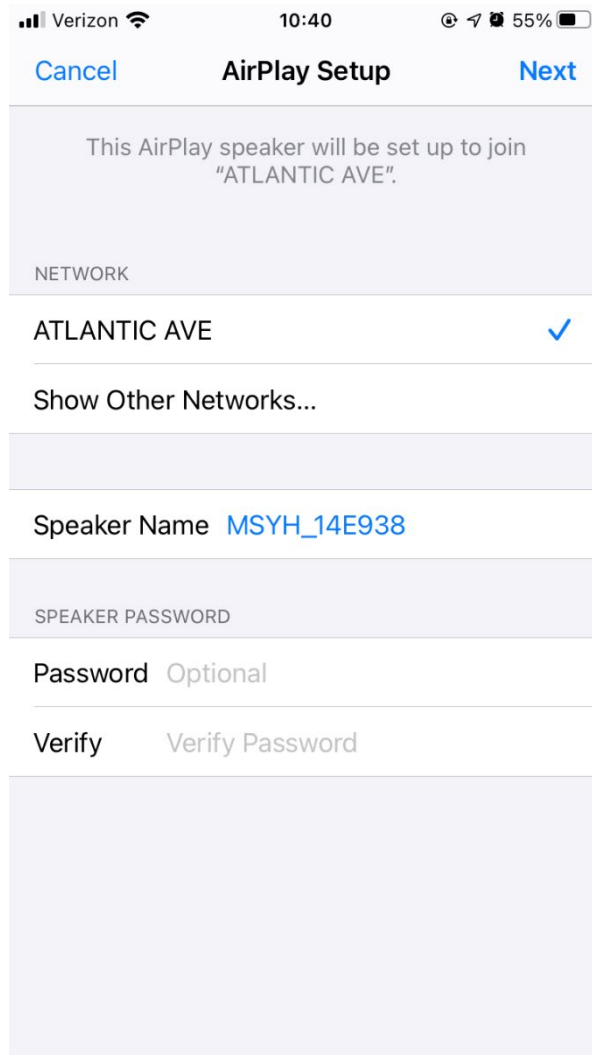 Verizon 10:40 55%
Cancel AirPlay Setup Next
This AirPlay speaker will be set up to join
“ATLANTIC AVE”.
NETWORK
ATLANTIC AVE
Show Other Networks...
Speaker Name MSYH_14E938
SPEAKER PASSWORD
Password Optional
Verify Verify Password